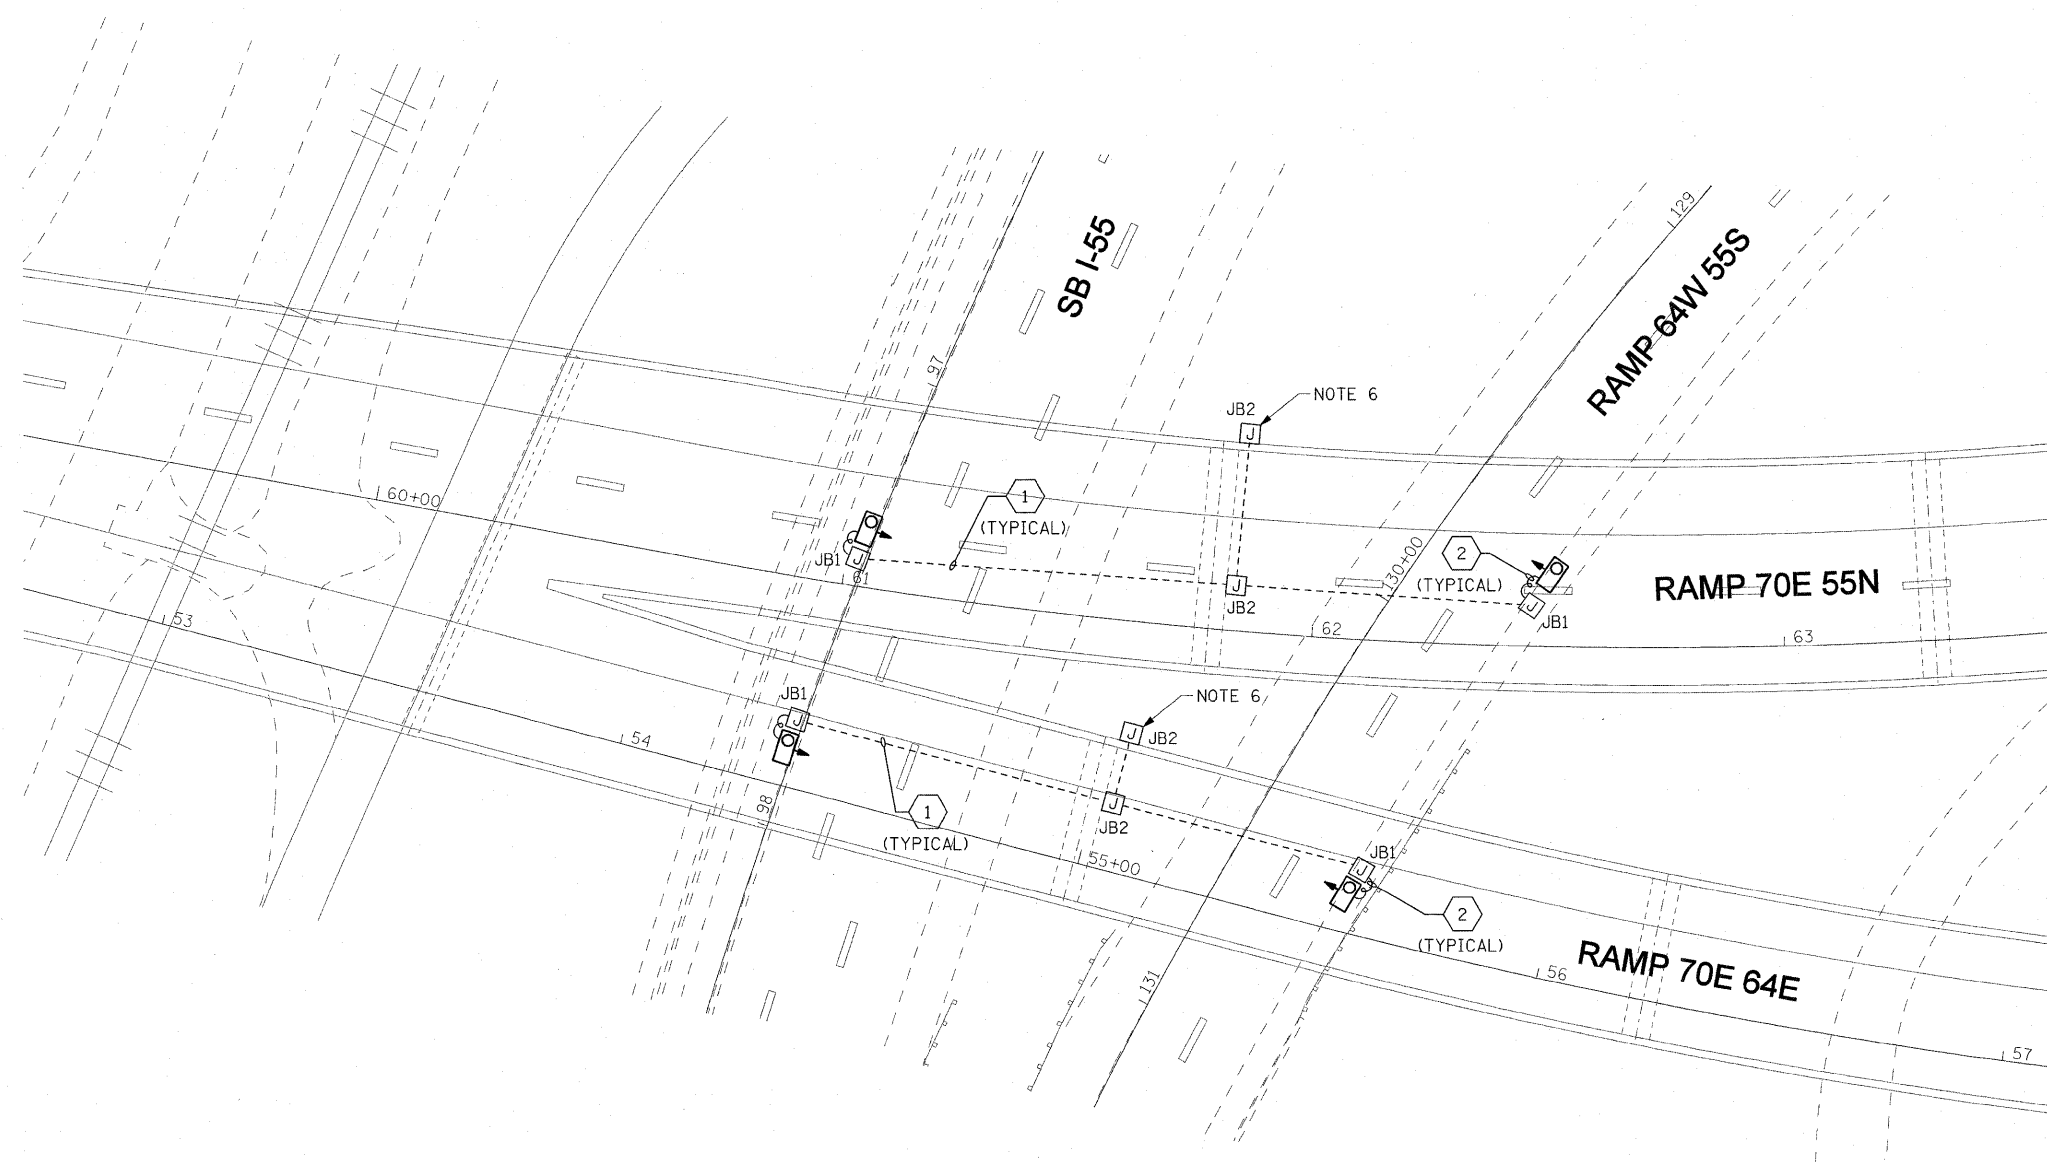 129
SB I-55
RAMP 64W 55S
97
JB2
NOTE 6
J
60+00
1
(TYPICAL)
130+00
2
(TYPICAL)
JB1
J
61
J
JB2
J
JB1
RAMP 70E 55N
53
62
63
JB1
J
NOTE 6
J
JB2
54
98
J
JB2
1
(TYPICAL)
55+00
JB1
J
2
(TYPICAL)
131
56
RAMP 70E 64E
57